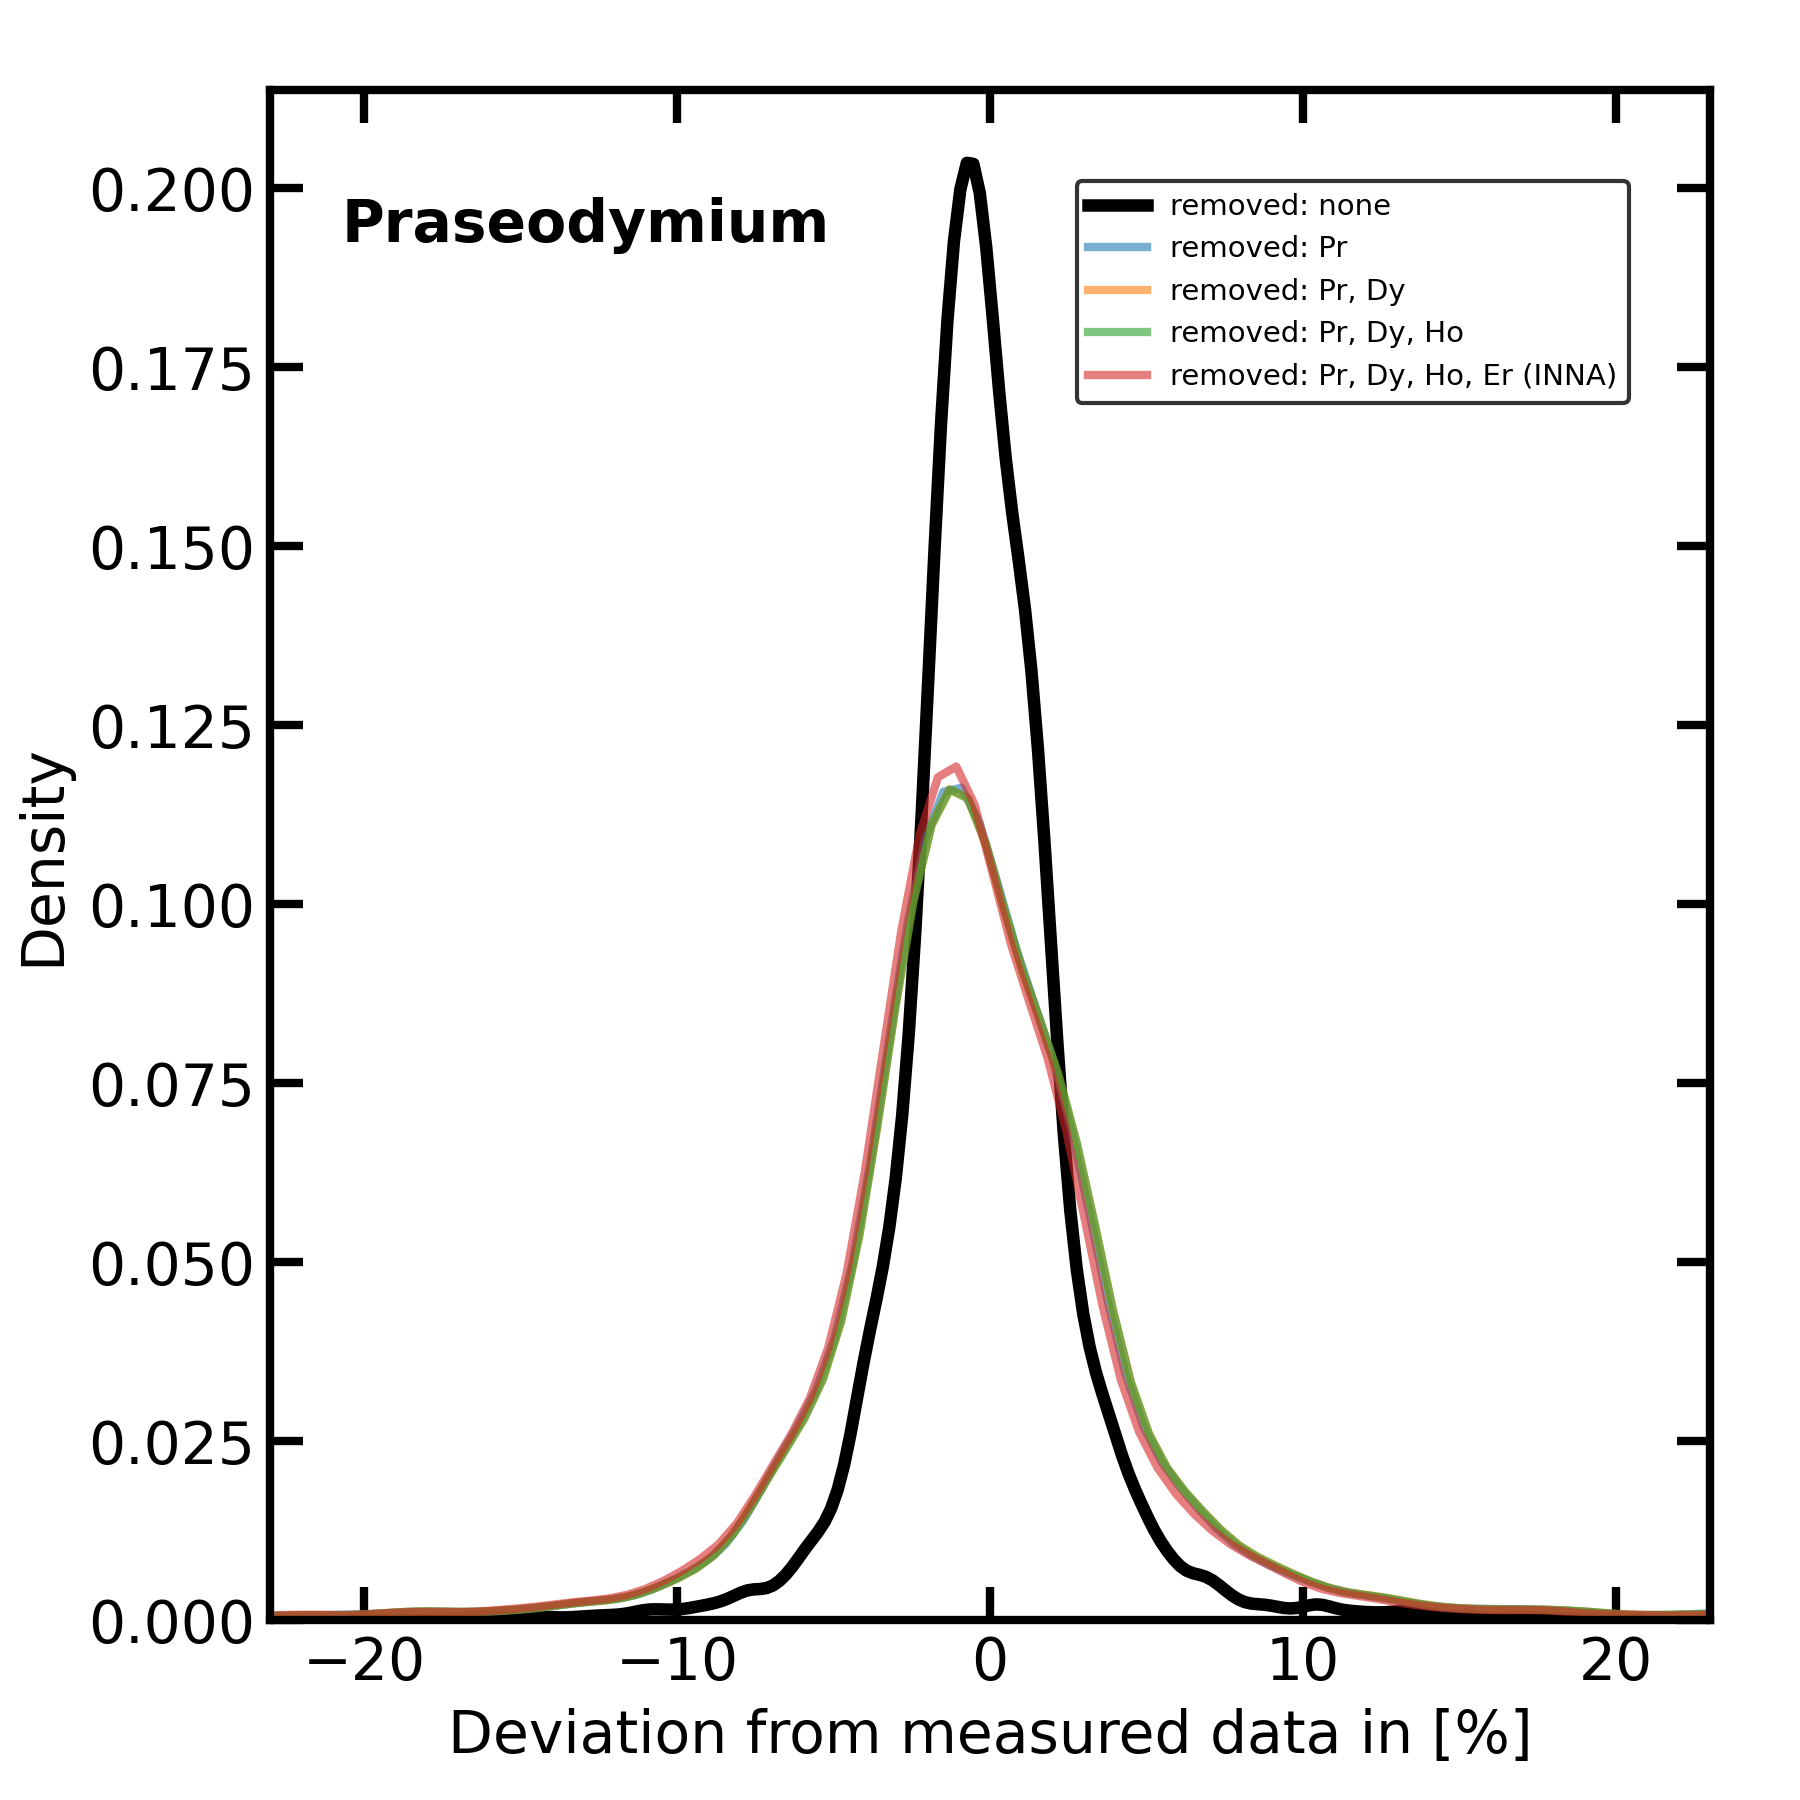 Praseodymium
removed: none
removed: Pr
removed: Pr, Dy
removed: Pr, Dy, Ho
removed: Pr, Dy, Ho, Er (INNA)
0.200
0.175
0.150
0.125
0.100
0.075
0.050
0.025
0.000
Density
−20 −10 0 10 20
Deviation from measured data in [%]